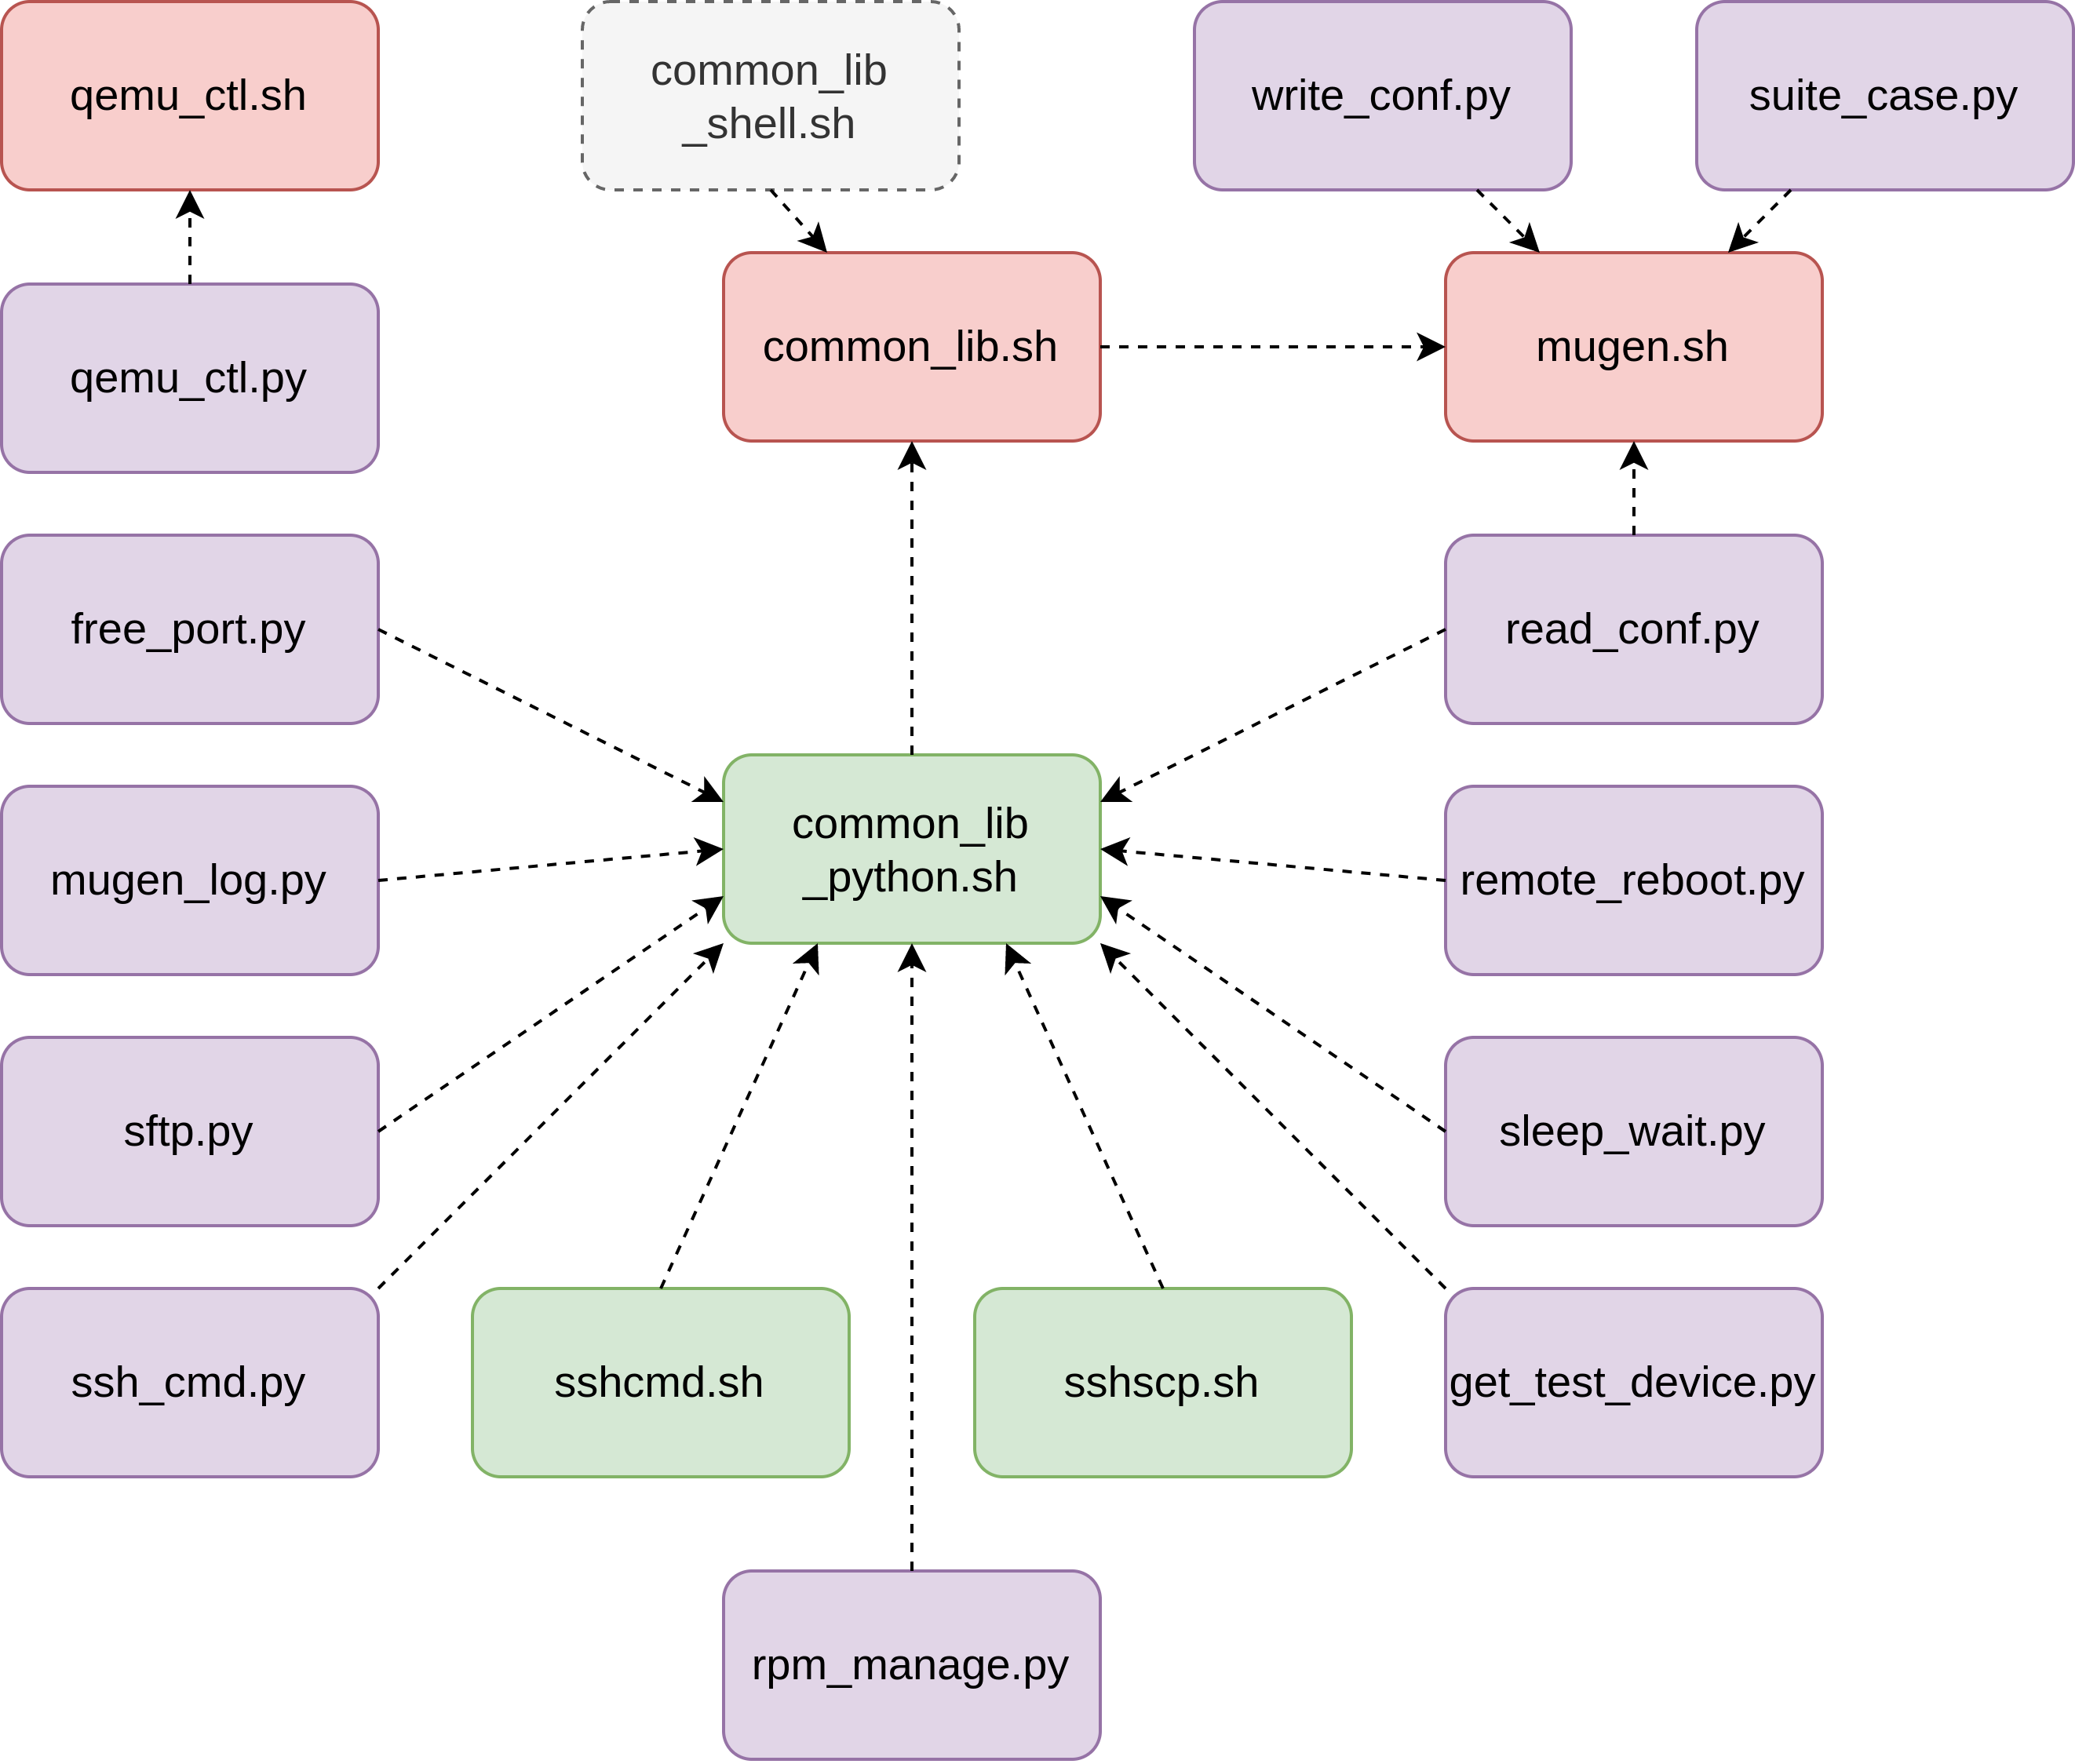 qemu_ctl.sh
common_lib
_shell.sh
write_conf.py
suite_case.py
qemu_ctl.py
common_lib.sh
mugen.sh
free_port.py
read_conf.py
common_lib
_python.sh
mugen_log.py
remote_reboot.py
sftp.py
sleep_wait.py
ssh_cmd.py
sshcmd.sh
sshscp.sh
get_test_device.py
rpm_manage.py